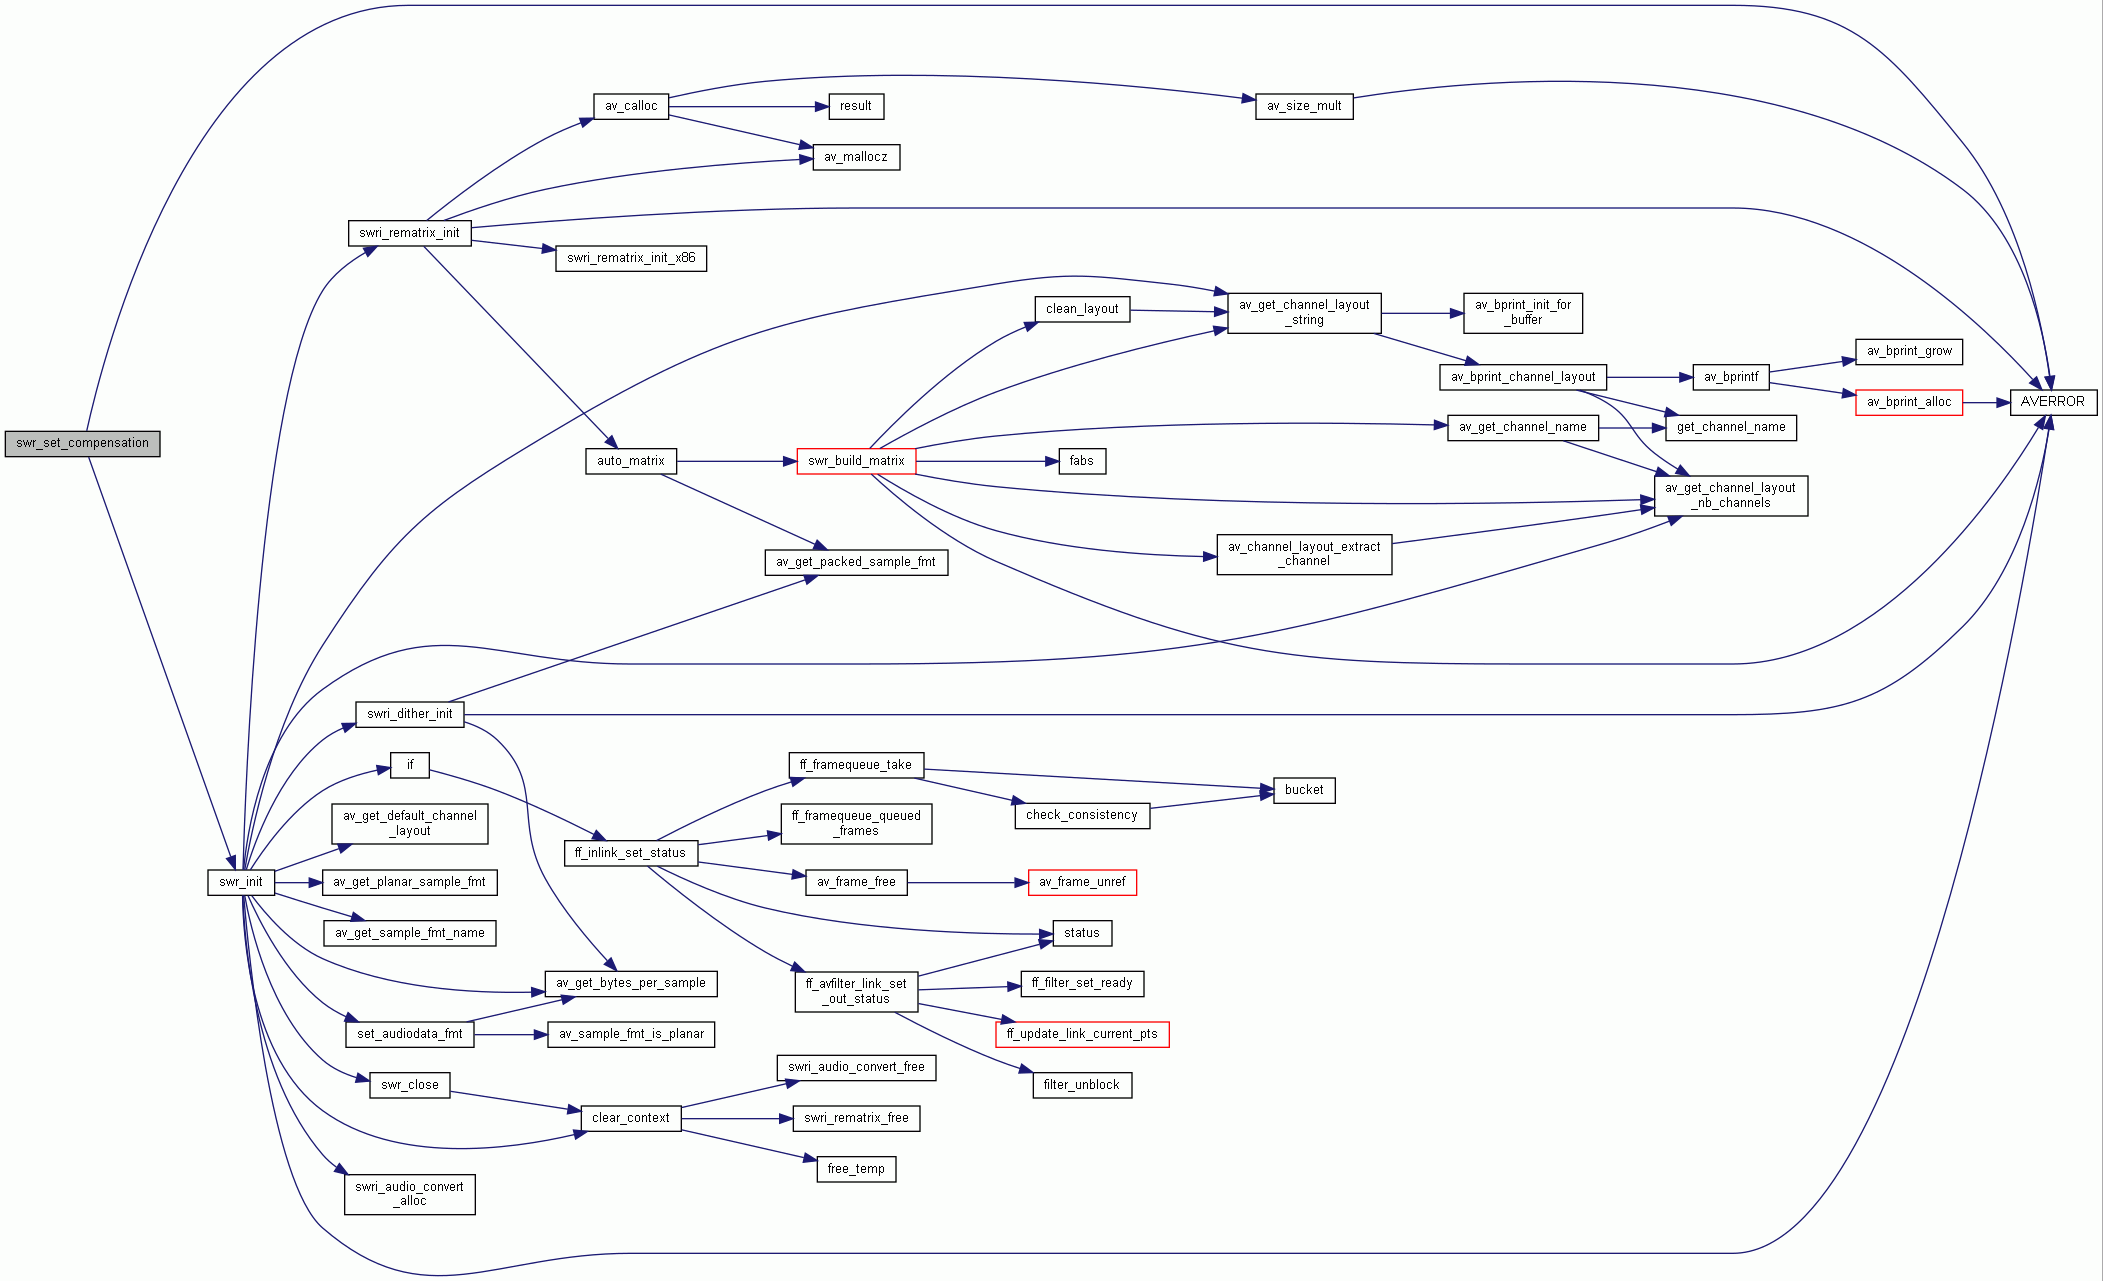 av_calloc
result
av_size_mult
av_mallocz
swri_rematrix_init
swri_rematrix_init_x86
clean_layout
av_get_channel_layout
_string
av_bprint_init_for
_buffer
av_bprint_grow
av_bprint_channel_layout
av_bprintf
av_bprint_alloc
AVERROR
swr_set_compensation
av_get_channel_name
get_channel_name
auto_matrix
swr_build_matrix
fabs
av_get_channel_layout
_nb_channels
av_channel_layout_extract
_channel
av_get_packed_sample_fmt
swri_dither_init
if
ff_framequeue_take
bucket
av_get_default_channel
_layout
ff_framequeue_queued
_frames
check_consistency
ff_inlink_set_status
swr_init
av_get_planar_sample_fmt
av_frame_free
av_frame_unref
av_get_sample_fmt_name
status
av_get_bytes_per_sample
ff_avfilter_link_set
_out_status
ff_filter_set_ready
set_audiodata_fmt
av_sample_fmt_is_planar
ff_update_link_current_pts
swr_close
swri_audio_convert_free
filter_unblock
clear_context
swri_rematrix_free
free_temp
swri_audio_convert
_alloc